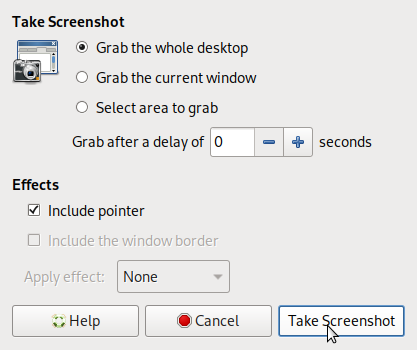 Take Screenshot
Grab the whole desktop
Grab the current window
Select area to grab
Grab after a delay of 0 seconds
Effects
Include pointer
Include the window border
Apply effect: None
Help Cancel Take Screenshot